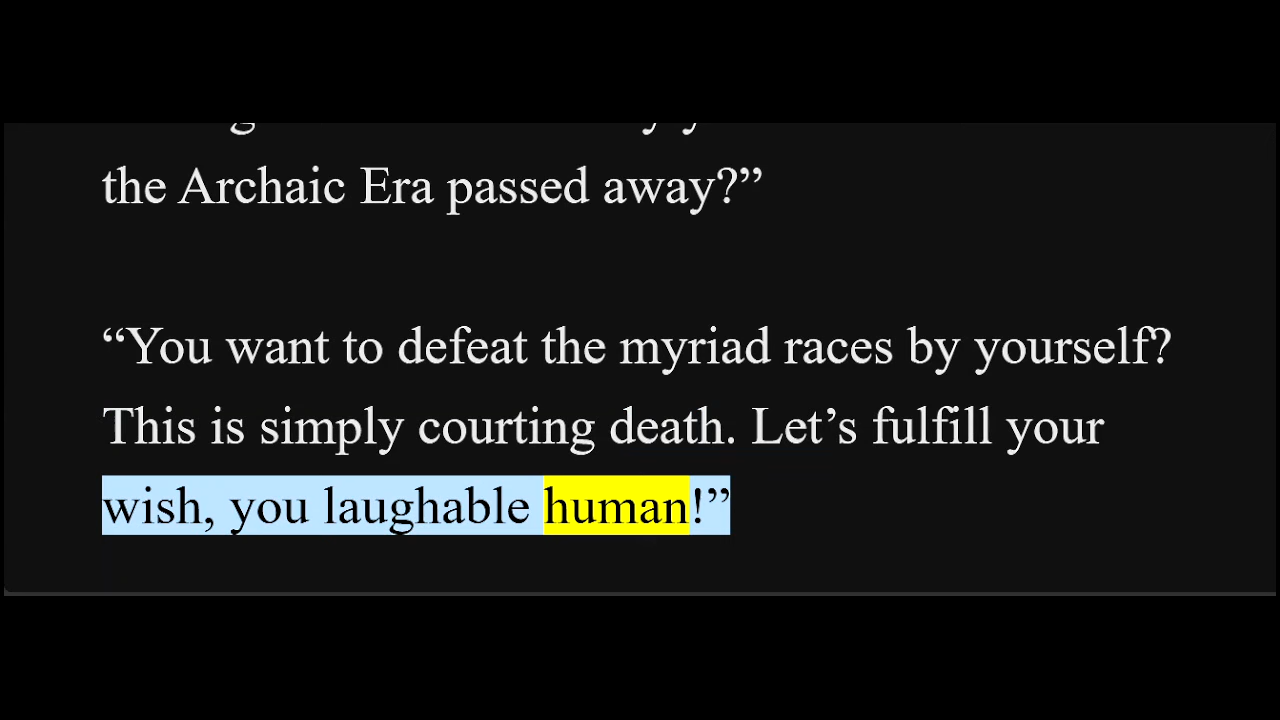 the Archaic Era passed away?”
“You want to defeat the myriad races by yourself?
This is simply courting death. Let’s fulfill your
wish, you laughable human!”